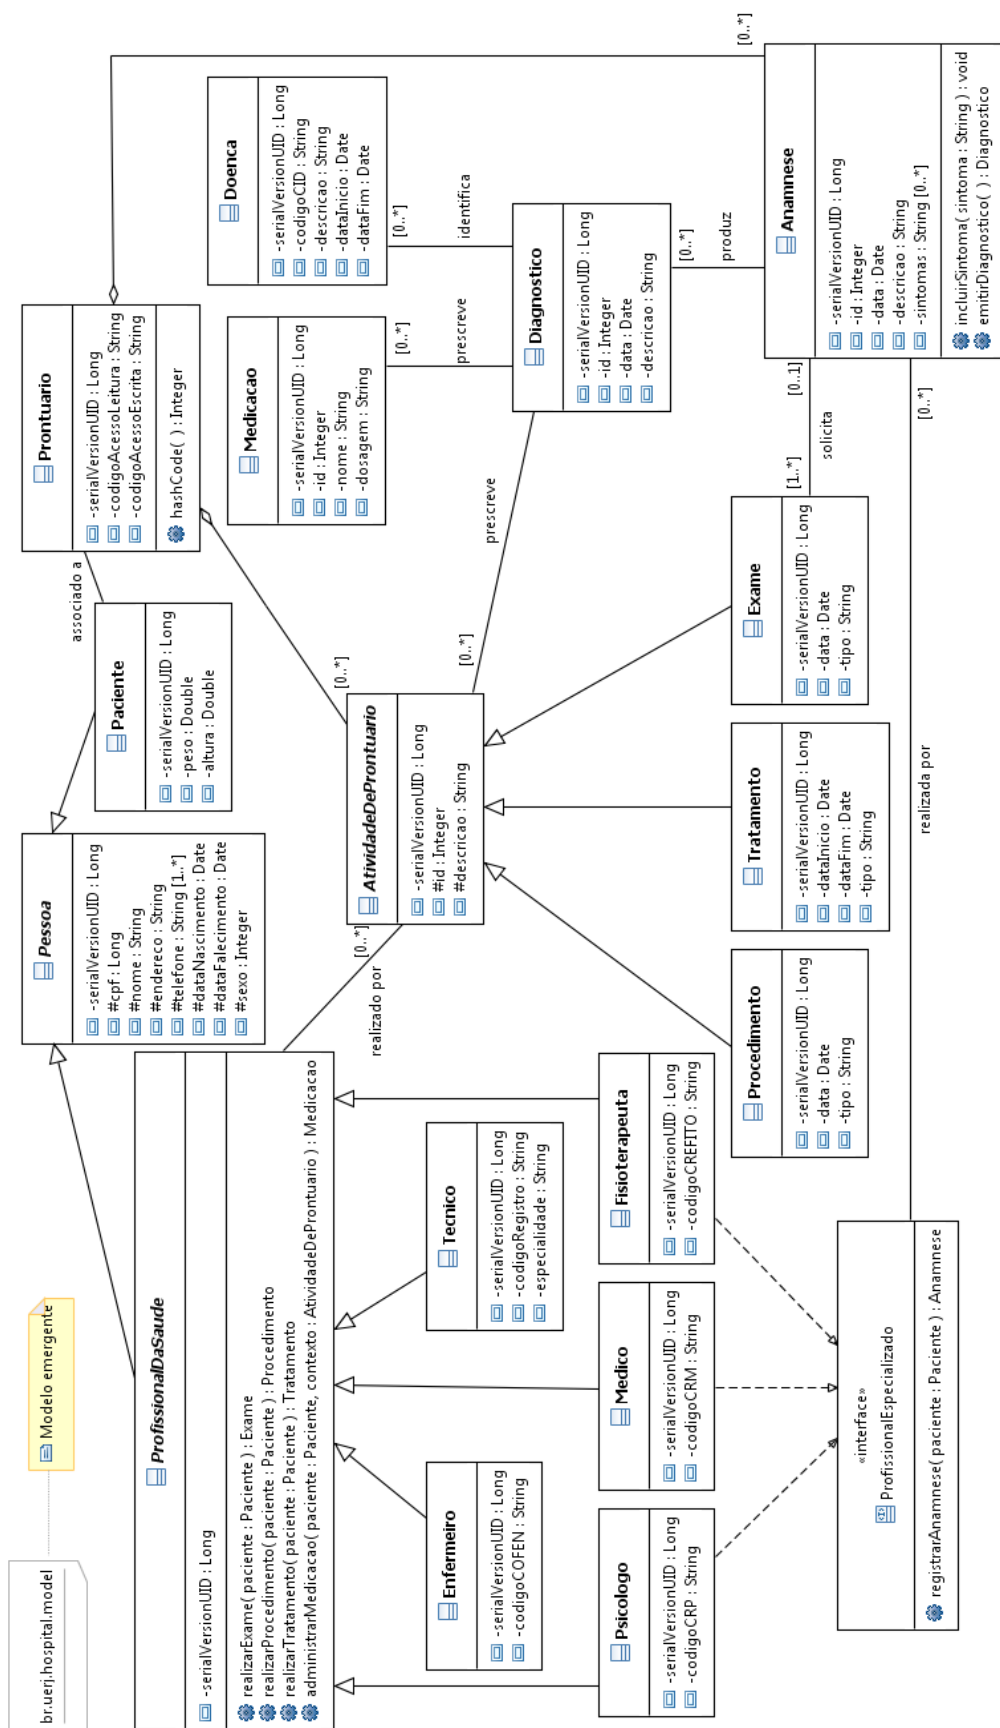 br.uerj.hospital.model
Modelo emergente
ProfissionalDaSaude
-serialVersionUID : Long
realizarExame( paciente : Paciente ) : Exame
realizarProcedimento( paciente : Paciente ) : Procedimento
realizarTratamento( paciente : Paciente ) : Tratamento
administrarMedicacao( paciente : Paciente, contexto : AtividadeDeProntuario ) : Medicacao
Pessoa
-serialVersionUID : Long
#cpf : Long
#nome : String
#endereco : String
#telefone : String [1..*]
#dataNascimento : Date
#dataFalecimento : Date
#sexo : Integer
Paciente
-serialVersionUID : Long
-peso : Double
-altura : Double
associado a
Prontuario
-serialVersionUID : Long
-codigoAcessoLeitura : String
-codigoAcessoEscrita : String
hashCode( ) : Integer
Doenca
-serialVersionUID : Long
-codigoCID : String
-descricao : String
-dataInicio : Date
-dataFim : Date
[0..*]
identifica
Medicacao
-serialVersionUID : Long
-id : Integer
-nome : String
-dosagem : String
[0..*]
prescreve
Diagnostico
-serialVersionUID : Long
-id : Integer
-data : Date
-descricao : String
[0..*]
produz
prescreve
[0..*]
[0..*]
AtividadeDeProntuario
-serialVersionUID : Long
#id : Integer
#descricao : String
[0..*]
realizado por
Enfermeiro
-serialVersionUID : Long
-codigoCOFEN : String
Tecnico
-serialVersionUID : Long
-codigoRegistro : String
-especialidade : String
Psicologo
-serialVersionUID : Long
-codigoCRP : String
Medico
-serialVersionUID : Long
-codigoCRM : String
Fisioterapeuta
-serialVersionUID : Long
-codigoCREFITO : String
Procedimento
-serialVersionUID : Long
-data : Date
-tipo : String
Tratamento
-serialVersionUID : Long
-dataInicio : Date
-dataFim : Date
-tipo : String
Exame
-serialVersionUID : Long
-data : Date
-tipo : String
[1..*]
solicita
[0..1]
[0..*]
Anamnese
-serialVersionUID : Long
-id : Integer
-data : Date
-descricao : String
-sintomas : String [0..*]
incluirSintoma( sintoma : String ) : void
emitirDiagnostico( ) : Diagnostico
[0..*]
realizada por
«interface»
ProfissionalEspecializado
registrarAnamnese( paciente : Paciente ) : Anamnese